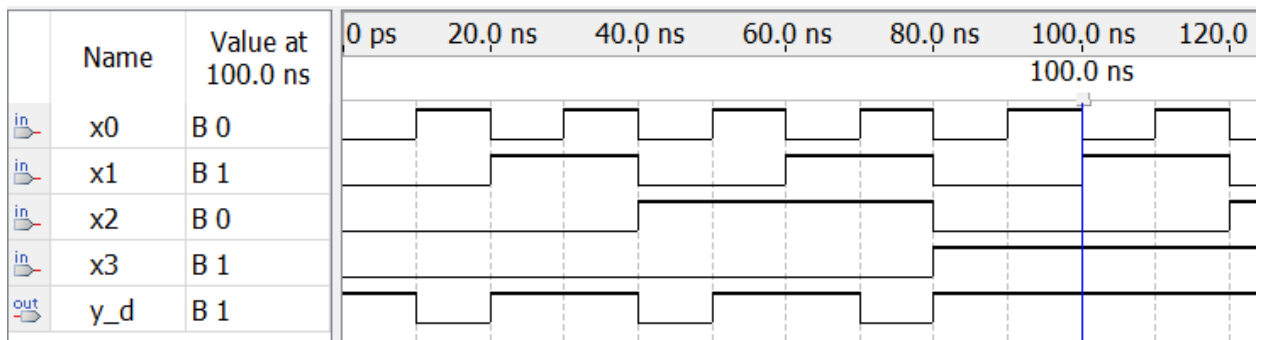 Name
Value at
100.0 ns
0 ps 20.0 ns 40.0 ns 60.0 ns 80.0 ns 100.0 ns 120.0
100.0 ns
in x0 B 0
in x1 B 1
in x2 B 0
in x3 B 1
out y_d B 1